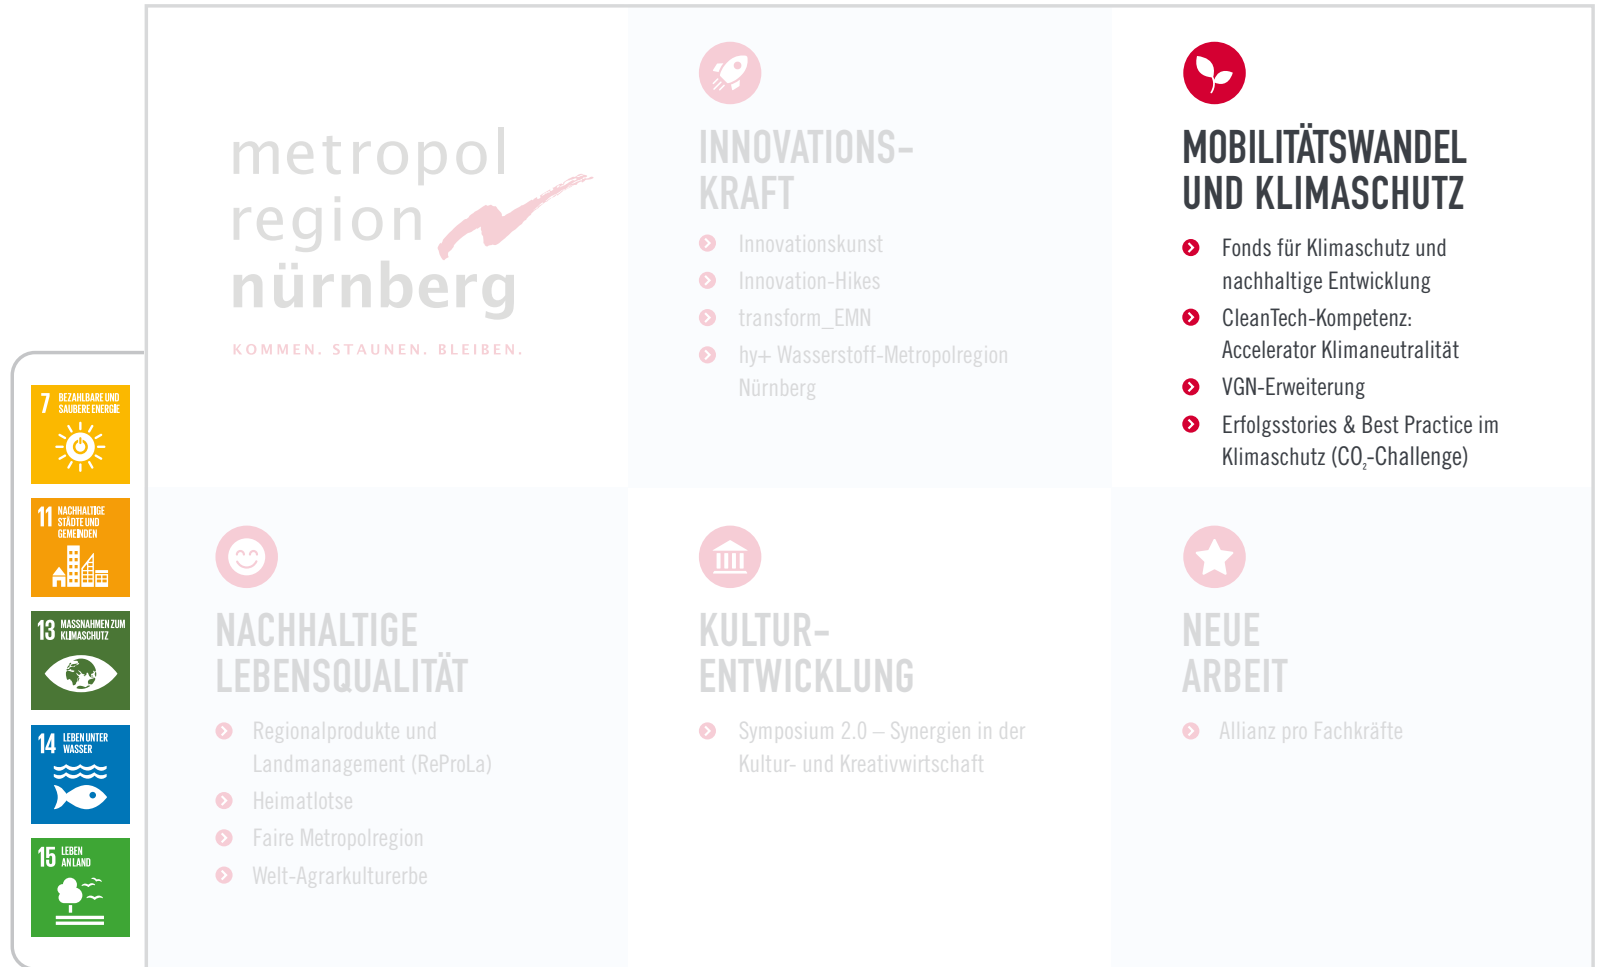 metropol
region
nürnberg
KOMMEN. STAUNEN. BLEIBEN.
INNOVATIONS-
KRAFT
Innovationskunst
Innovation-Hikes
transform_EMN
hy+ Wasserstoff-Metropolregion
Nürnberg
MOBILITÄTSWANDEL
UND KLIMASCHUTZ
Fonds für Klimaschutz und
nachhaltige Entwicklung
CleanTech-Kompetenz:
Accelerator Klimaneutralität
VGN-Erweiterung
Erfolgsstories & Best Practice im
Klimaschutz (CO₂-Challenge)
7 BEZAHLBARE UND
SAUBERE ENERGIE
11 NACHHALTIGE
STÄDTE UND
GEMEINDEN
13 MASSNAHMEN ZUM
KLIMASCHUTZ
14 LEBEN UNTER
WASSER
15 LEBEN
AN LAND
NACHHALTIGE
LEBENSQUALITÄT
Regionalprodukte und
Landmanagement (ReProLa)
Heimatlotse
Faire Metropolregion
Welt-Agrarkulturerbe
KULTUR-
ENTWICKLUNG
Symposium 2.0 – Synergien in der
Kultur- und Kreativwirtschaft
NEUE
ARBEIT
Allianz pro Fachkräfte